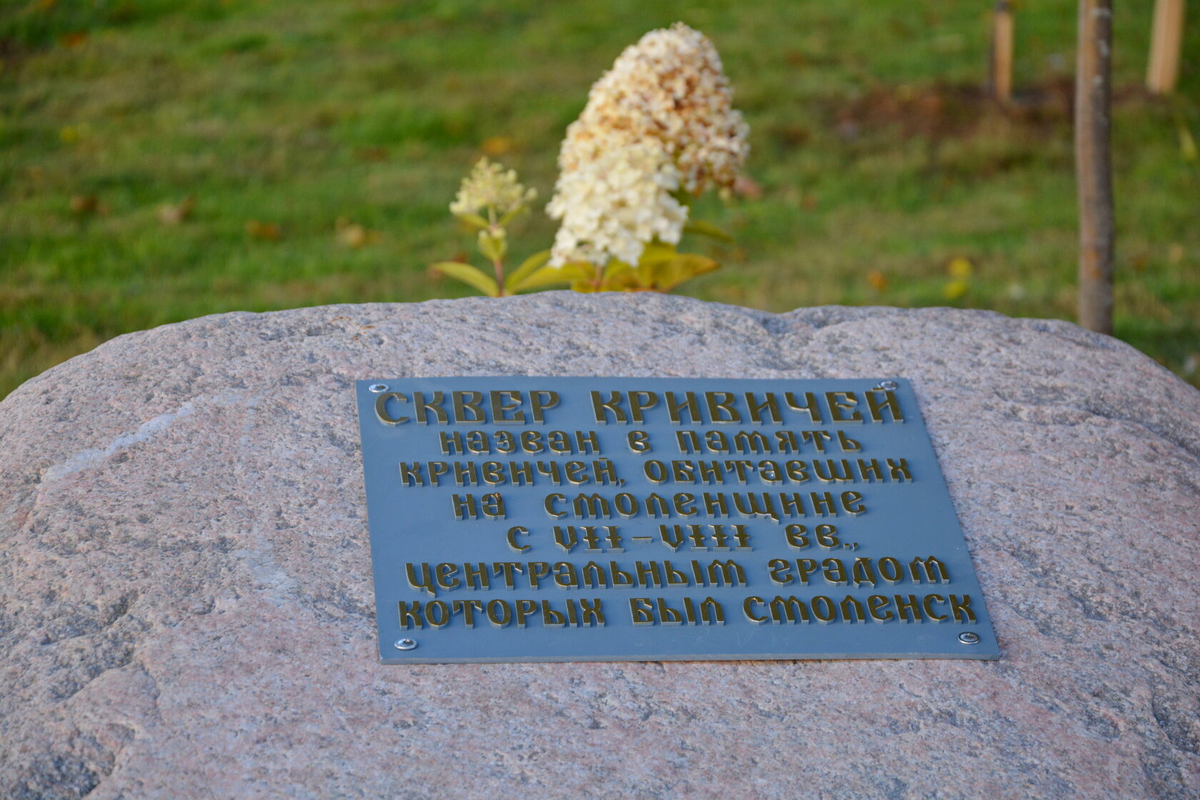 СКВЕР КРИВИЧЕЙ
назван в память
кривичей, обитавших
на Смоленщине
с VII-VIII вв.,
центральным градом
которых был Смоленск